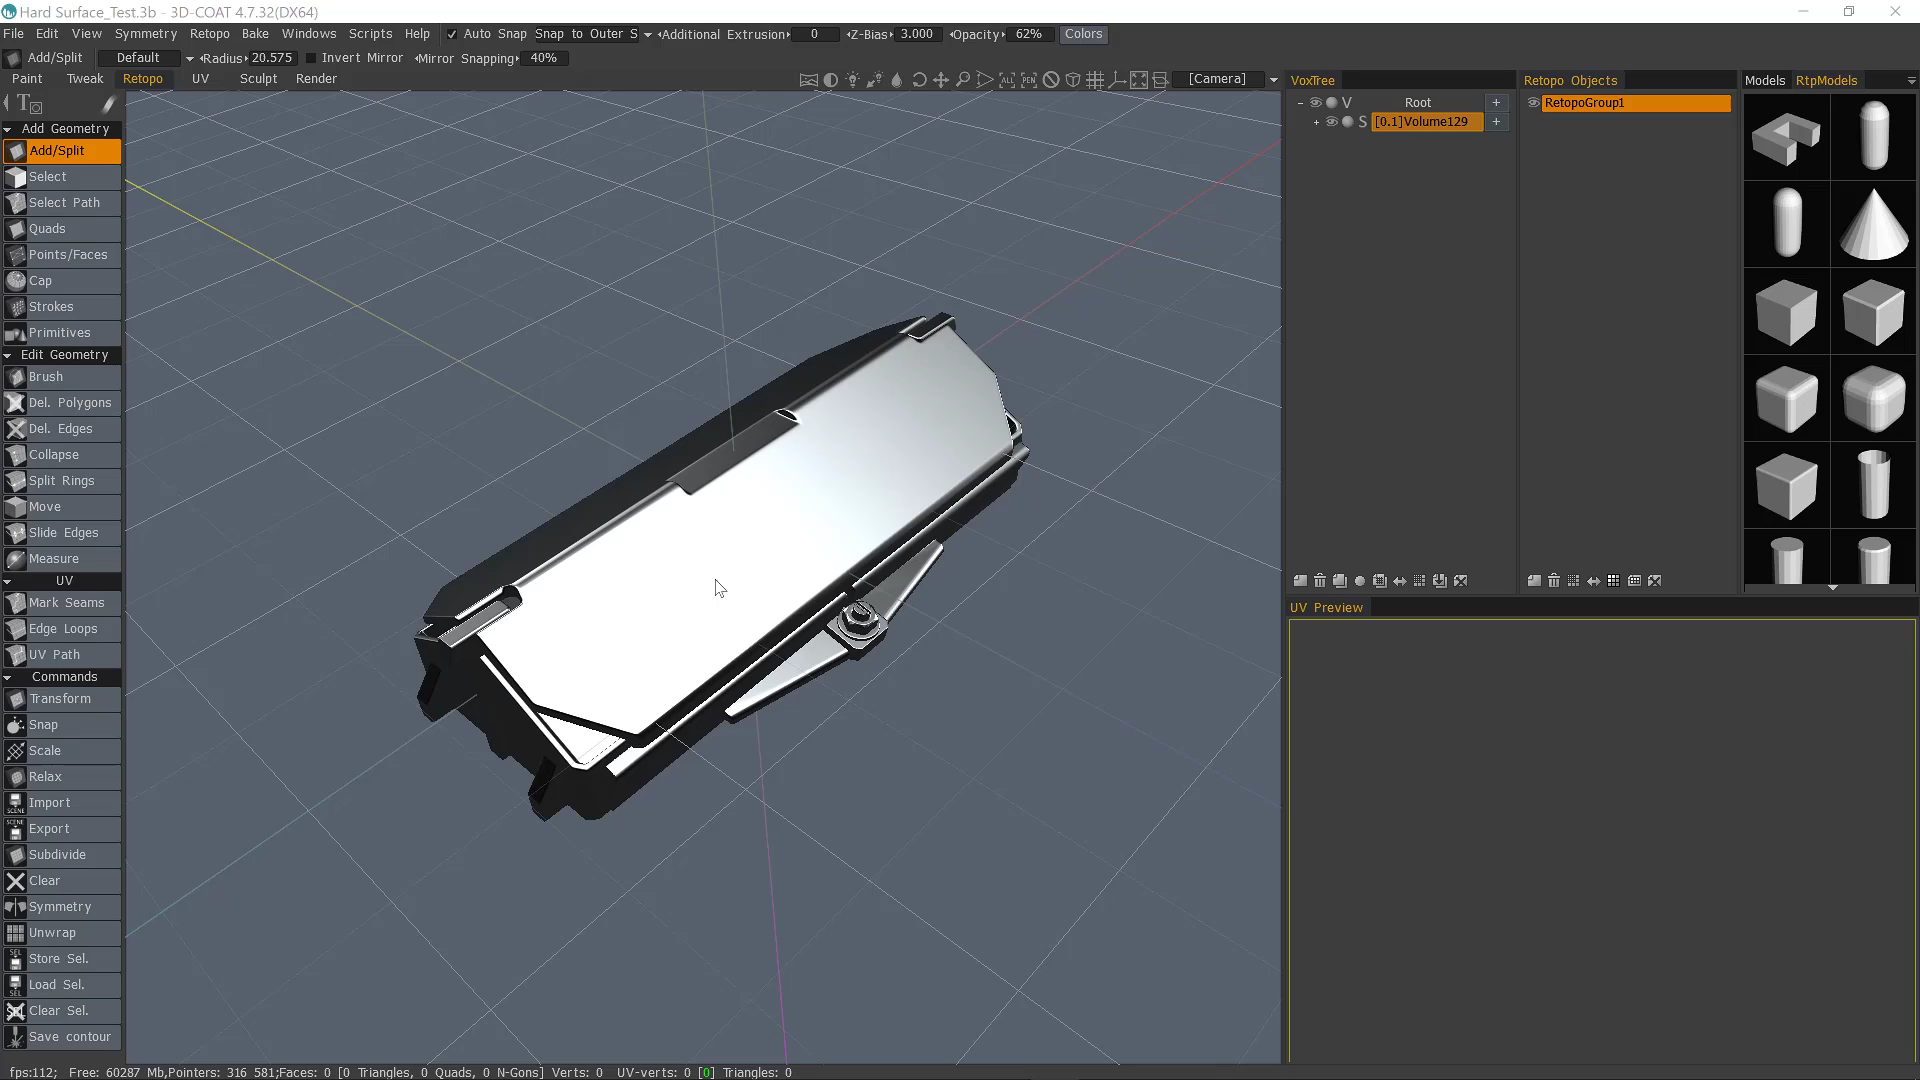 Hard Surface_Test.3b - 3D-COAT 4.7.32(DX64)
File Edit View Symmetry Retopo Bake Windows Scripts Help Auto Snap Snap to Outer S Additional Extrusion 0 Z-Bias 3.000 Opacity 62% Colors
Add/Split Default Radius 20.575 Invert Mirror Mirror Snapping 40%
Paint Tweak Retopo UV Sculpt Render ALL PEN [Camera] VoxTree Retopo Objects Models RtpModels
V Root + RetopoGroup1
S [0.1]Volume129 +
Add Geometry
Add/Split
Select
Select Path
Quads
Points/Faces
Cap
Strokes
Primitives
Edit Geometry
Brush
Del. Polygons
Del. Edges
Collapse
Split Rings
Move
Slide Edges
Measure
UV
UV Preview
Mark Seams
Edge Loops
UV Path
Commands
Transform
Snap
Scale
Relax
Import
Export
Subdivide
Clear
Symmetry
Unwrap
Store Sel.
Load Sel.
Clear Sel.
Save contour
fps:112; Free: 60287 Mb,Pointers: 316 581;Faces: 0 [0 Triangles, 0 Quads, 0 N-Gons] Verts: 0 UV-verts: 0 [0] Triangles: 0